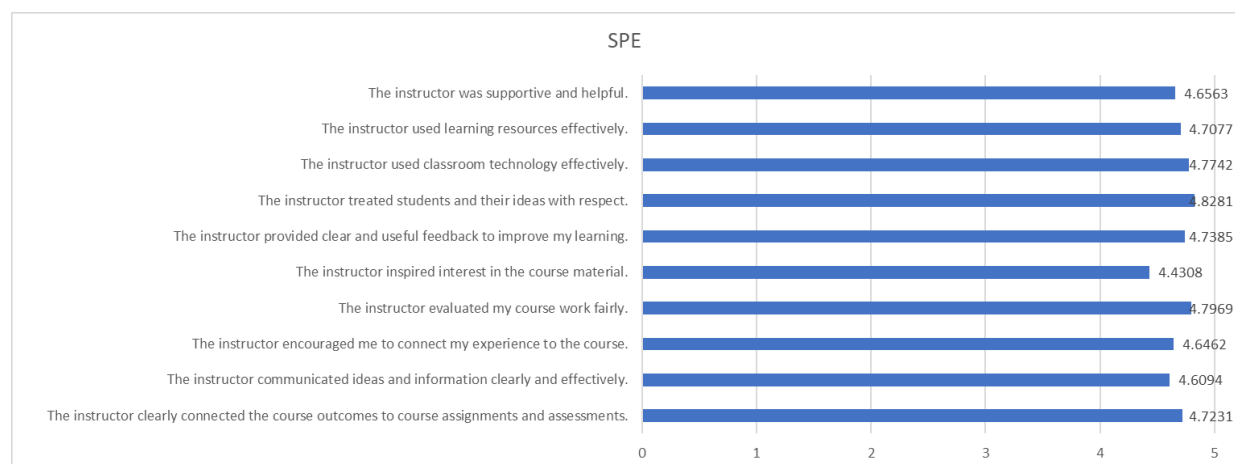 SPE
The instructor was supportive and helpful. 4.6563
The instructor used learning resources effectively. 4.7077
The instructor used classroom technology effectively. 4.7742
The instructor treated students and their ideas with respect. 4.8281
The instructor provided clear and useful feedback to improve my learning. 4.7385
The instructor inspired interest in the course material. 4.4308
The instructor evaluated my course work fairly. 4.7969
The instructor encouraged me to connect my experience to the course. 4.6462
The instructor communicated ideas and information clearly and effectively. 4.6094
The instructor clearly connected the course outcomes to course assignments and assessments. 4.7231
0 1 2 3 4 5